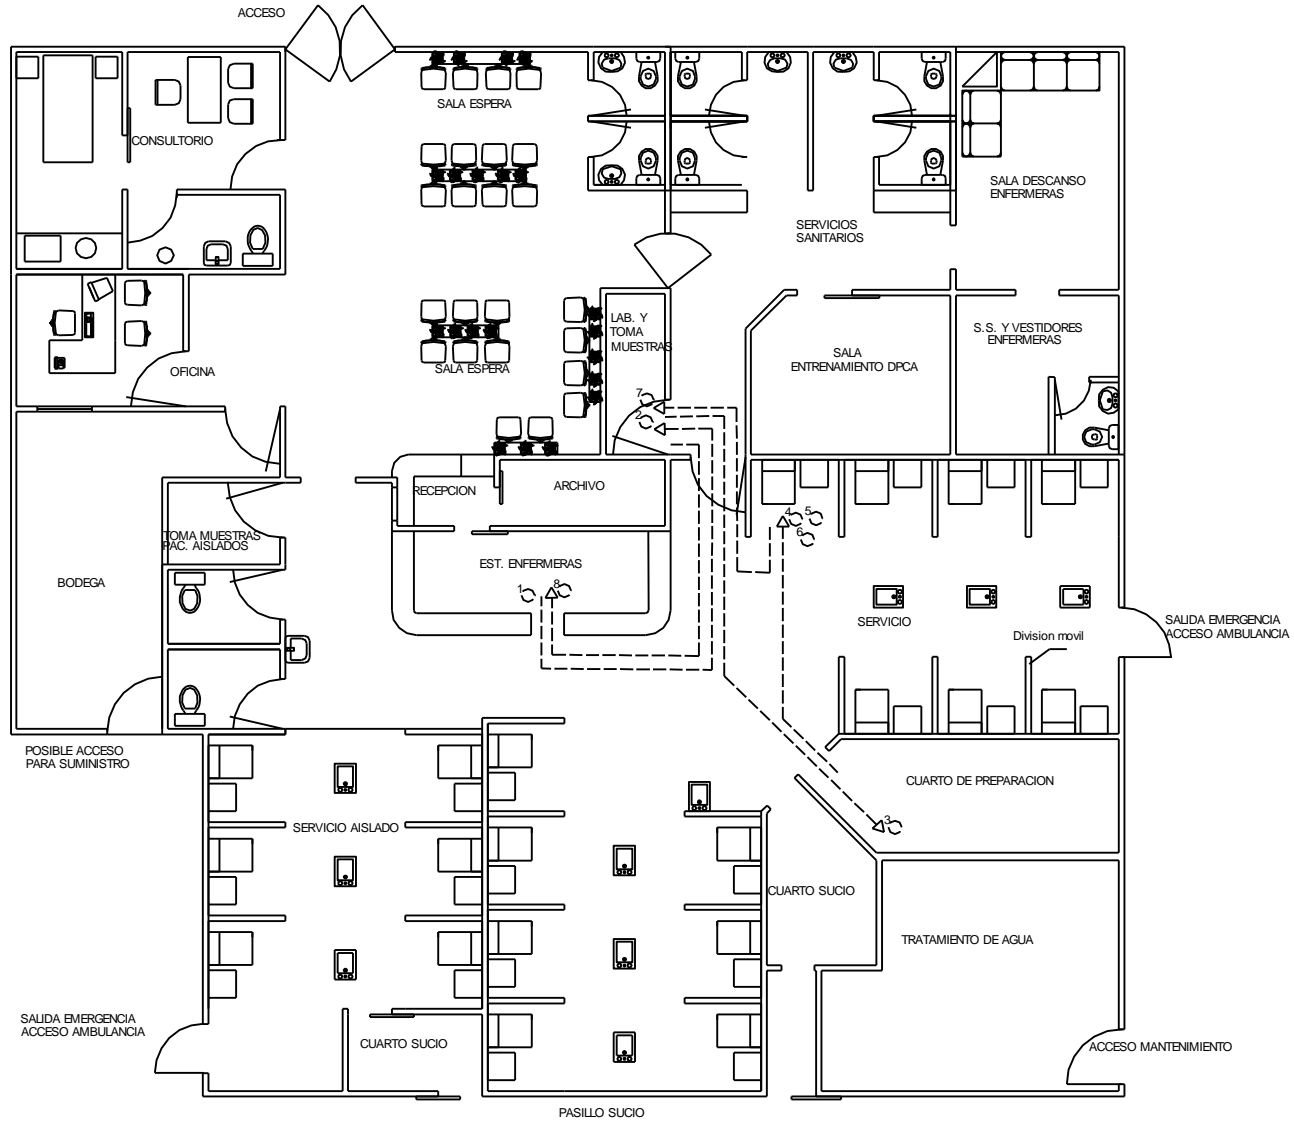 ACCESO
SALA ESPERA
CONSULTORIO
SALA DESCANSO
ENFERMERAS
SERVICIOS
SANITARIOS
LAB. Y
TOMA
MUESTRAS
S.S. Y VESTIDORES
ENFERMERAS
SALA
ENTRENAMIENTO DPCA
OFICINA
SALA ESPERA
7
2
RECEPCION
ARCHIVO
4
5
6
TOMA MUESTRAS
PAC. AISLADOS
EST. ENFERMERAS
BODEGA
1
8
SERVICIO
SALIDA EMERGENCIA
ACCESO AMBULANCIA
Division movil
POSIBLE ACCESO
PARA SUMINISTRO
CUARTO DE PREPARACION
SERVICIO AISLADO
3
CUARTO SUCIO
TRATAMIENTO DE AGUA
SALIDA EMERGENCIA
ACCESO AMBULANCIA
CUARTO SUCIO
ACCESO MANTENIMIENTO
PASILLO SUCIO